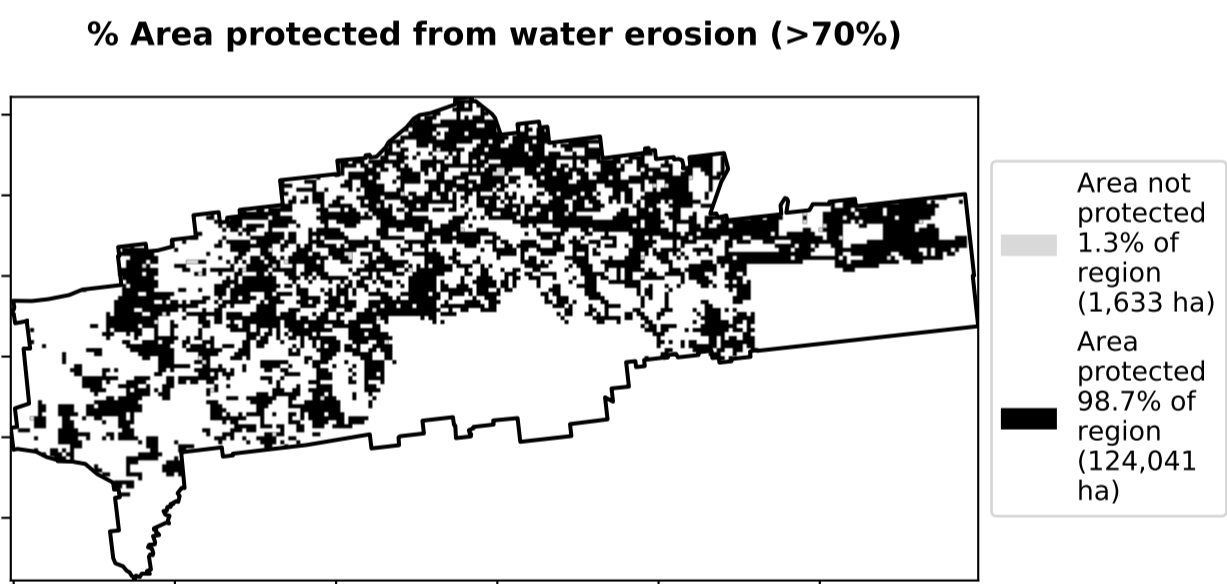 % Area protected from water erosion (>70%)
Area not
protected
1.3% of
region
(1,633 ha)
Area
protected
98.7% of
region
(124,041
ha)